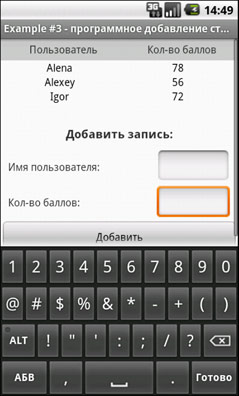 3G 14:49
Example #3 - программное добавление ст...
Пользователь Кол-во баллов
Alena 78
Alexey 56
Igor 72
Добавить запись:
Имя пользователя:
Кол-во баллов:
Добавить
1 2 3 4 5 6 7 8 9 0
@ # $ % & * - + ( )
ALT ! " ' : ; / ?
АБВ , . Готово